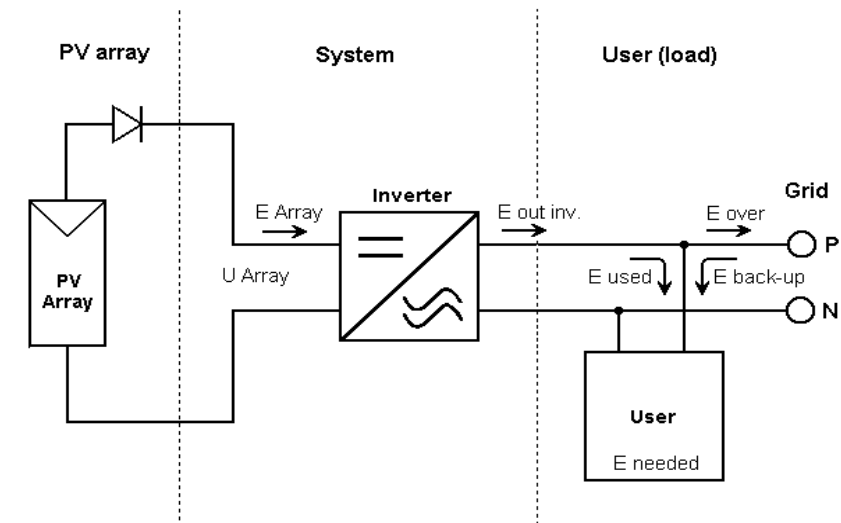 PV array
System
User (load)
Inverter
Grid
E Array
E out inv.
E over
P
U Array
E used
E back-up
PV
Array
N
User
E needed